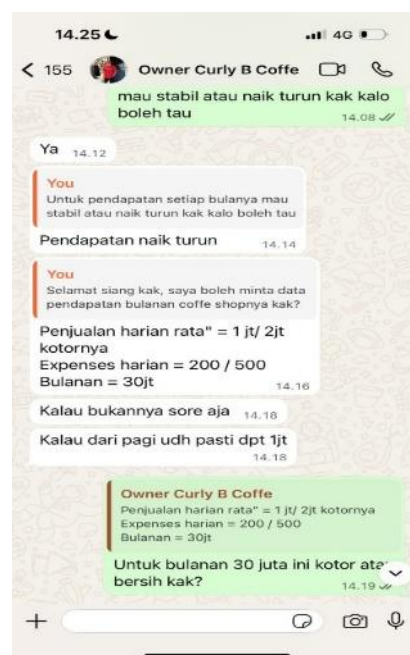 14.25
4G
155 Owner Curly B Coffe
mau stabil atau naik turun kak kalo
boleh tau
14.08
Ya 14.12
You
Untuk pendapatan setiap bulanya mau
stabil atau naik turun kak kalo boleh tau
Pendapatan naik turun 14.14
You
Selamat siang kak, saya boleh minta data
pendapatan bulanan coffe shopnya kak?
Penjualan harian rata" = 1 jt/ 2jt
kotornya
Expenses harian = 200 / 500
Bulanan = 30jt
14.16
Kalau bukannya sore aja 14.18
Kalau dari pagi udh pasti dpt 1jt
14.18
Owner Curly B Coffe
Penjualan harian rata" = 1 jt/ 2jt kotornya
Expenses harian = 200 / 500
Bulanan = 30jt
Untuk bulanan 30 juta ini kotor ata
bersih kak?
14.19